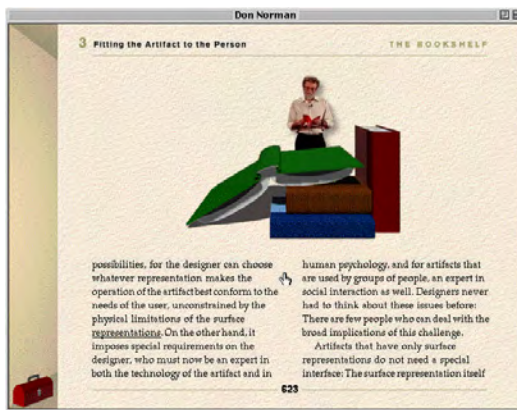 Don Norman
3 Fitting the Artifact to the Person
THE BOOKSHELF
possibilities, for the designer can choose
whatever representation makes the
operation of the artifact best conform to the
needs of the user, unconstrained by the
physical limitations of the surface
representations. On the other hand, it
imposes special requirements on the
designer, who must now be an expert in
both the technology of the artifact and in
human psychology, and for artifacts that
are used by groups of people, an expert in
social interaction as well. Designers never
had to think about these issues before:
There are few people who can deal with the
broad implications of this challenge.
Artifacts that have only surface
representations do not need a special
interface: The surface representation itself
623